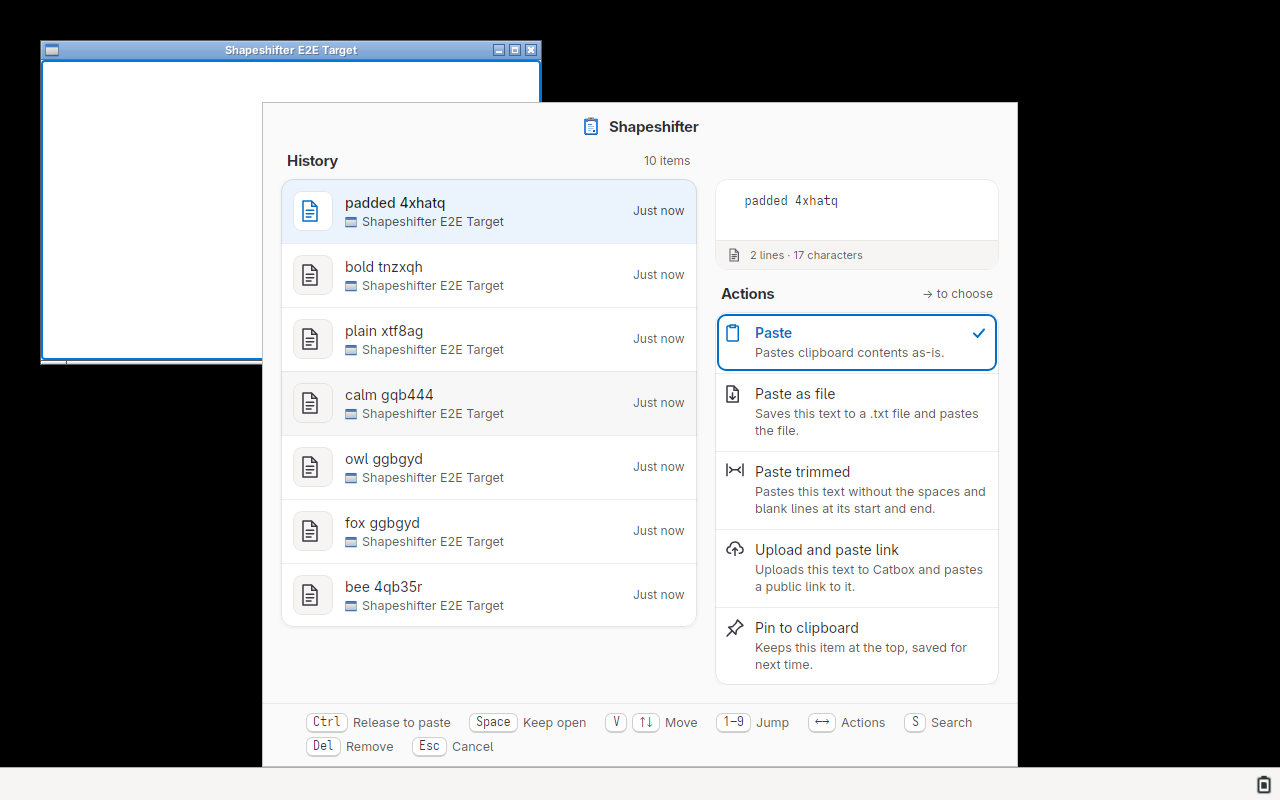 Shapeshifter E2E Target
Shapeshifter
History
10 items
padded 4xhatq
Shapeshifter E2E Target
Just now
bold tnzxqh
Shapeshifter E2E Target
Just now
plain xtf8ag
Shapeshifter E2E Target
Just now
calm gqb444
Shapeshifter E2E Target
Just now
owl ggbgyd
Shapeshifter E2E Target
Just now
fox ggbgyd
Shapeshifter E2E Target
Just now
bee 4qb35r
Shapeshifter E2E Target
Just now
padded 4xhatq
2 lines · 17 characters
Actions
→ to choose
Paste
Pastes clipboard contents as-is.
Paste as file
Saves this text to a .txt file and pastes
the file.
Paste trimmed
Pastes this text without the spaces and
blank lines at its start and end.
Upload and paste link
Uploads this text to Catbox and pastes
a public link to it.
Pin to clipboard
Keeps this item at the top, saved for
next time.
Ctrl Release to paste Space Keep open V ↑↓ Move 1–9 Jump ↔ Actions S Search
Del Remove Esc Cancel